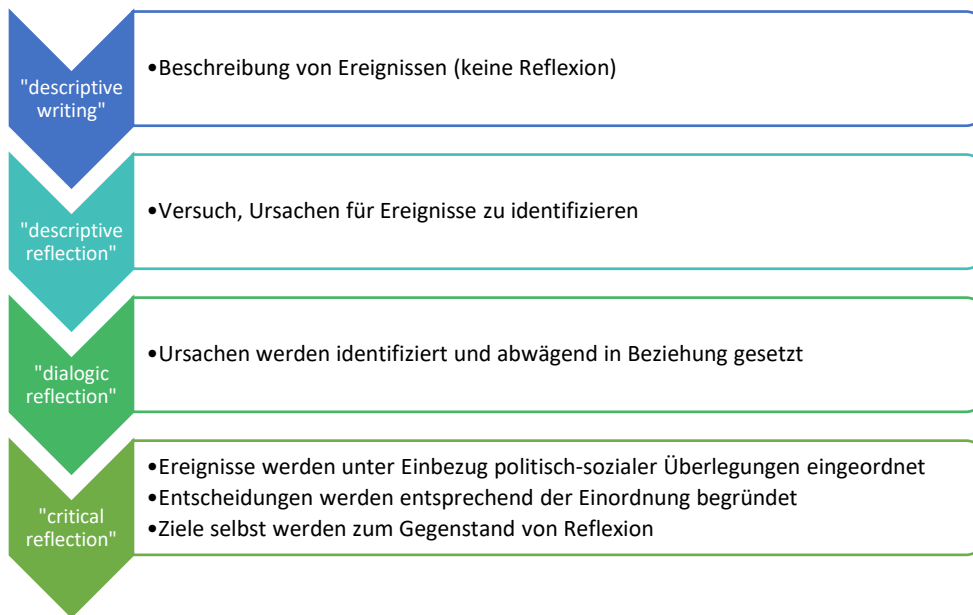 "descriptive
writing"
•Beschreibung von Ereignissen (keine Reflexion)
"descriptive
reflection"
•Versuch, Ursachen für Ereignisse zu identifizieren
"dialogic
reflection"
•Ursachen werden identifiziert und abwägend in Beziehung gesetzt
"critical
reflection"
•Ereignisse werden unter Einbezug politisch-sozialer Überlegungen eingeordnet
•Entscheidungen werden entsprechend der Einordnung begründet
•Ziele selbst werden zum Gegenstand von Reflexion